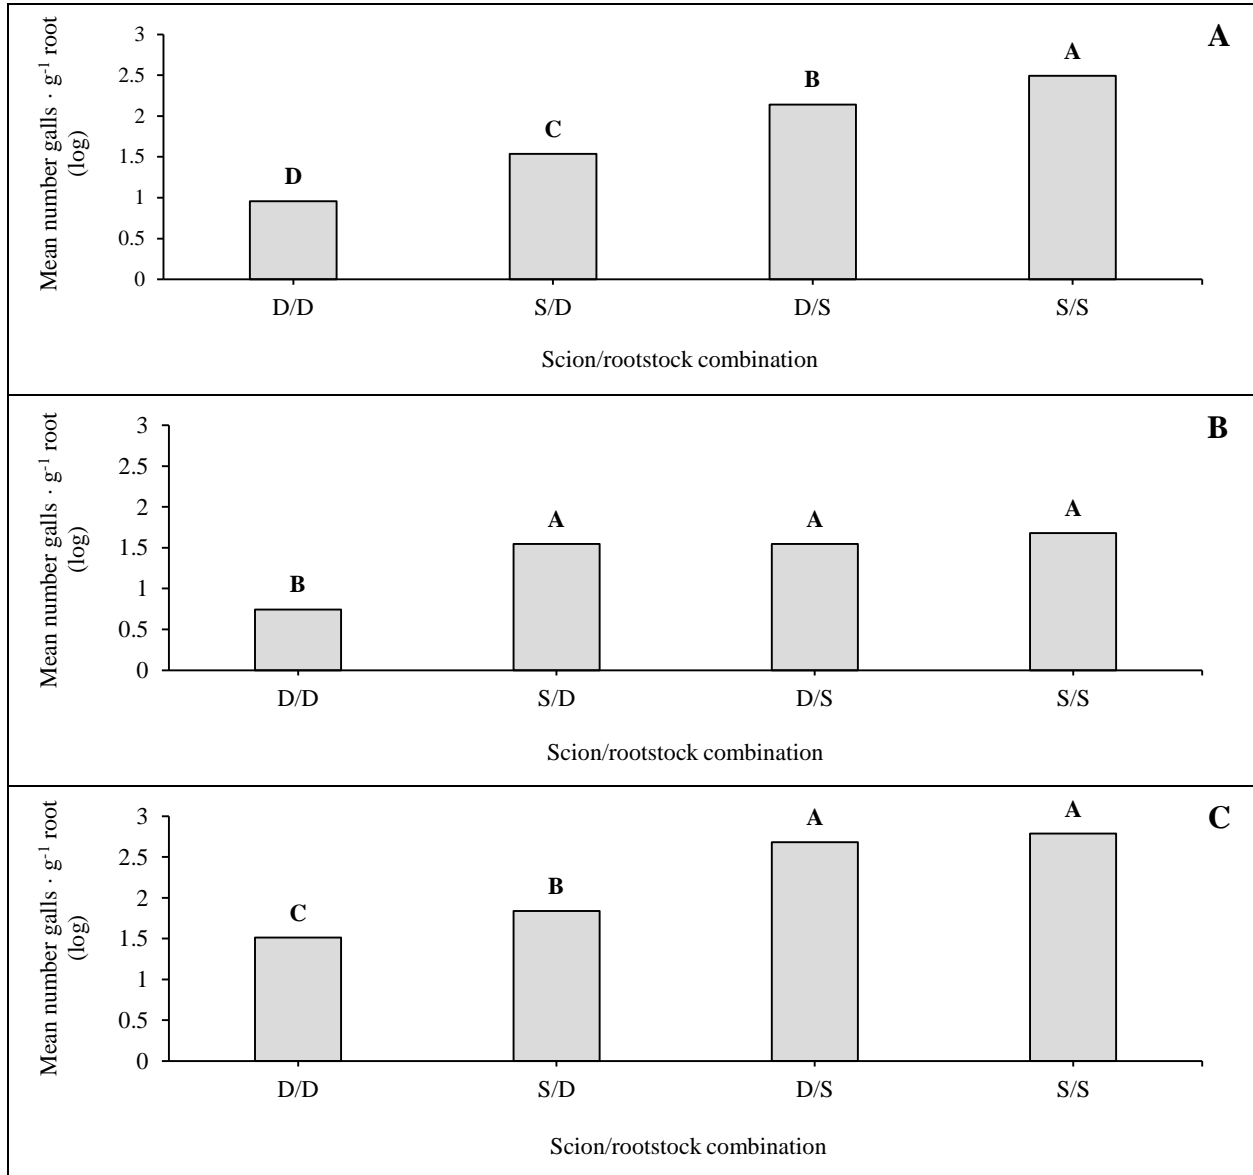 A
Mean number galls · g-1 root
(log)
3
2.5
2
1.5
1
0.5
0
D
C
B
A
D/D S/D D/S S/S
Scion/rootstock combination
B
Mean number galls · g-1 root
(log)
3
2.5
2
1.5
1
0.5
0
B
A
A
A
D/D S/D D/S S/S
Scion/rootstock combination
C
Mean number galls · g-1 root
(log)
3
2.5
2
1.5
1
0.5
0
C
B
A
A
D/D S/D D/S S/S
Scion/rootstock combination